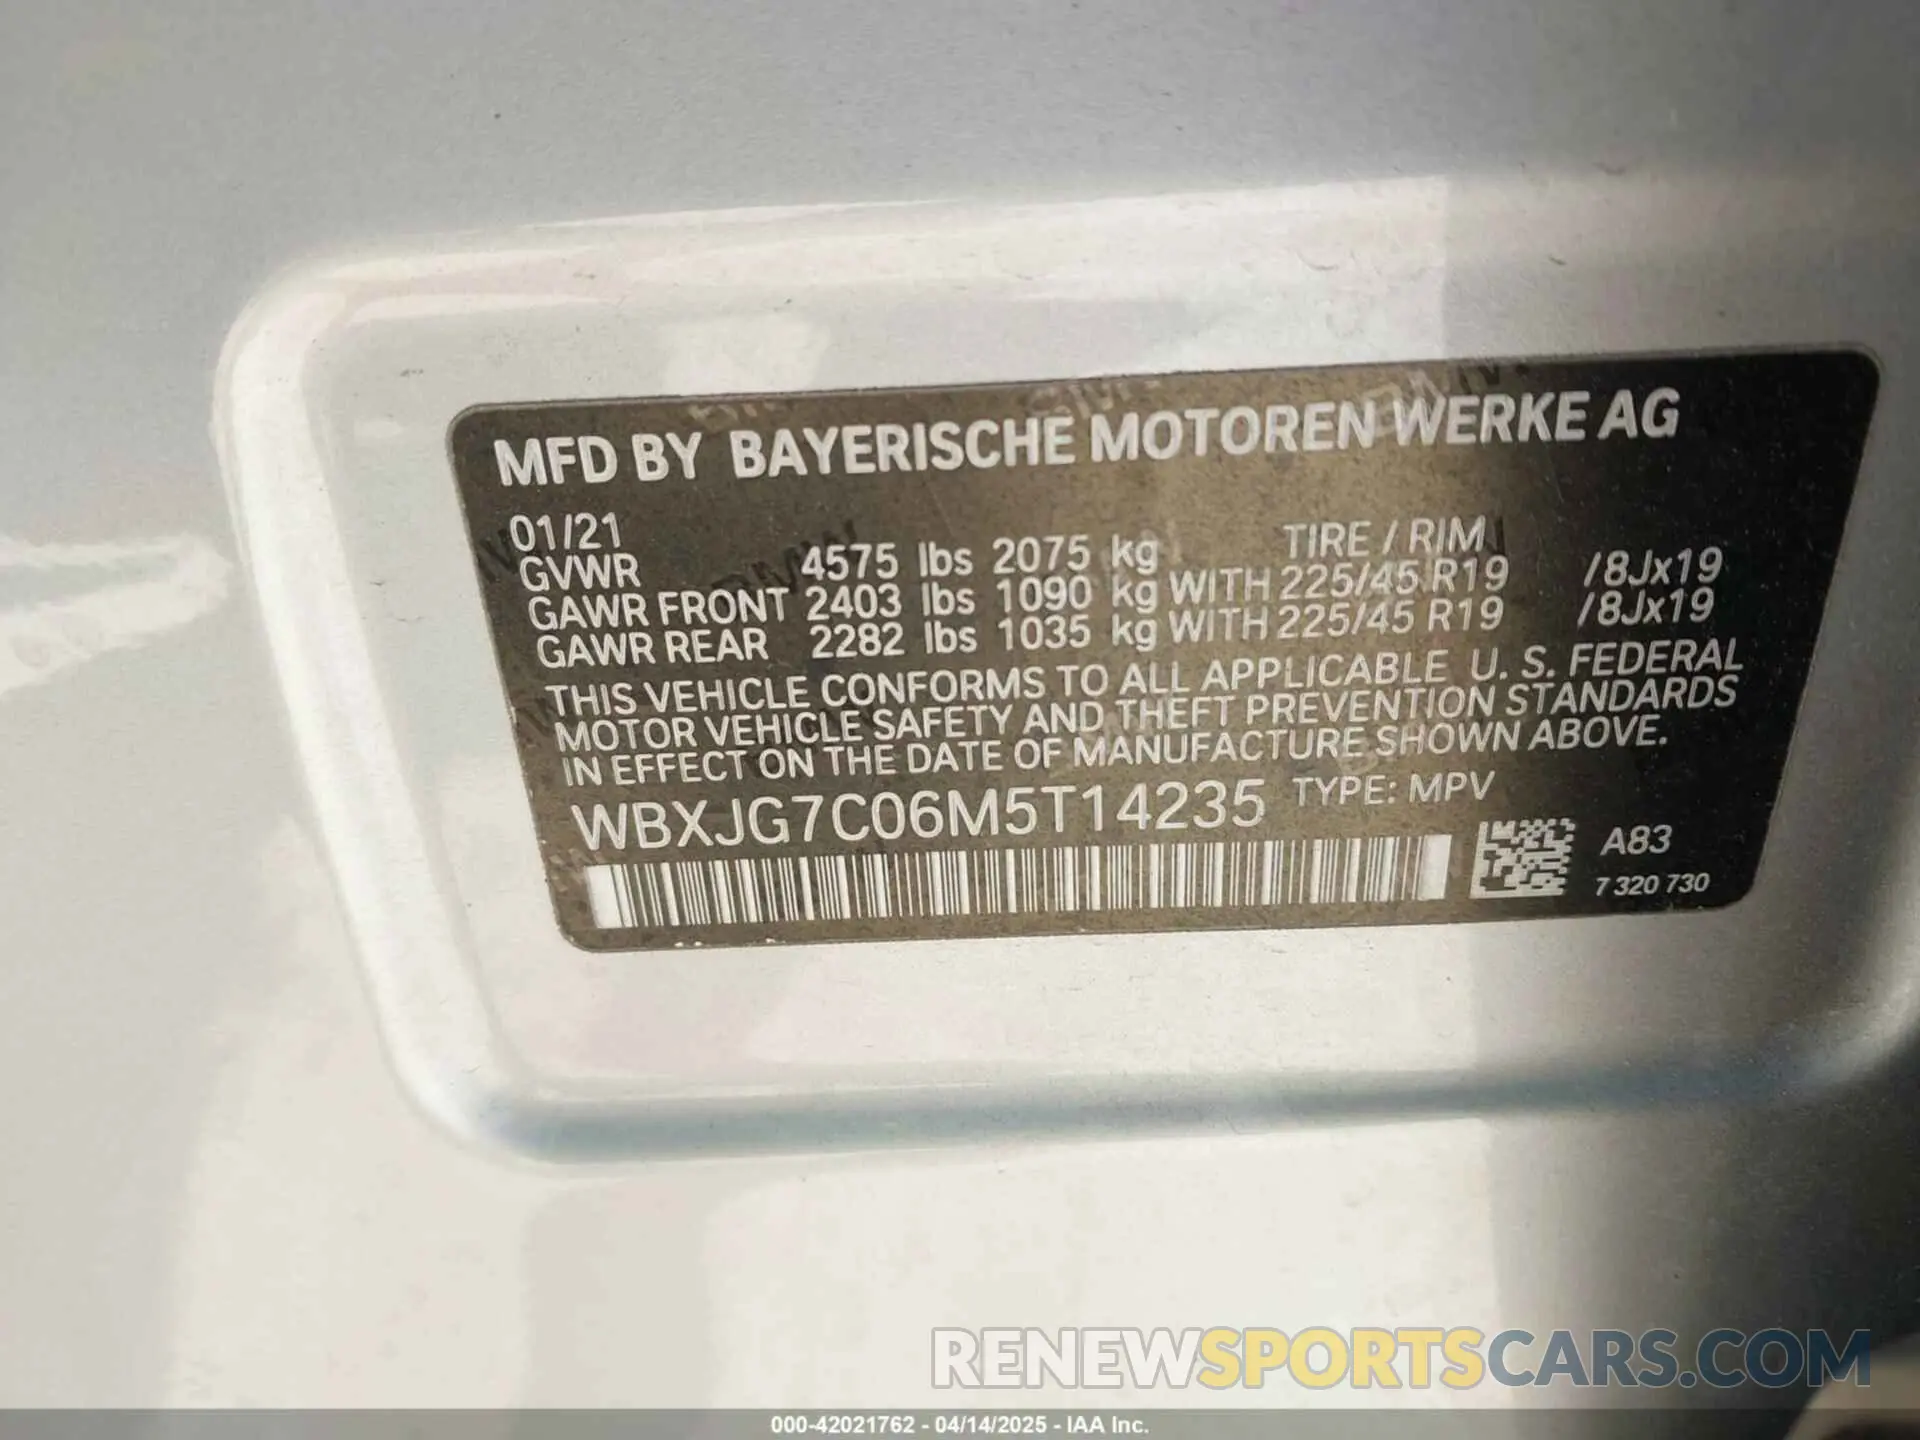 MFD BY BAYERISCHE MOTOREN WERKE AG
01/21 TIRE / RIM
GVWR 4575 lbs 2075 kg
GAWR FRONT 2403 lbs 1090 kg WITH 225/45 R19 /8Jx19
GAWR REAR 2282 lbs 1035 kg WITH 225/45 R19 /8Jx19
THIS VEHICLE CONFORMS TO ALL APPLICABLE U. S. FEDERAL
MOTOR VEHICLE SAFETY AND THEFT PREVENTION STANDARDS
IN EFFECT ON THE DATE OF MANUFACTURE SHOWN ABOVE.
WBXJG7C06M5T14235 TYPE: MPV
A83
7 320 730
RENEWSPORTSCARS.COM
000-42021762 - 04/14/2025 - IAA Inc.